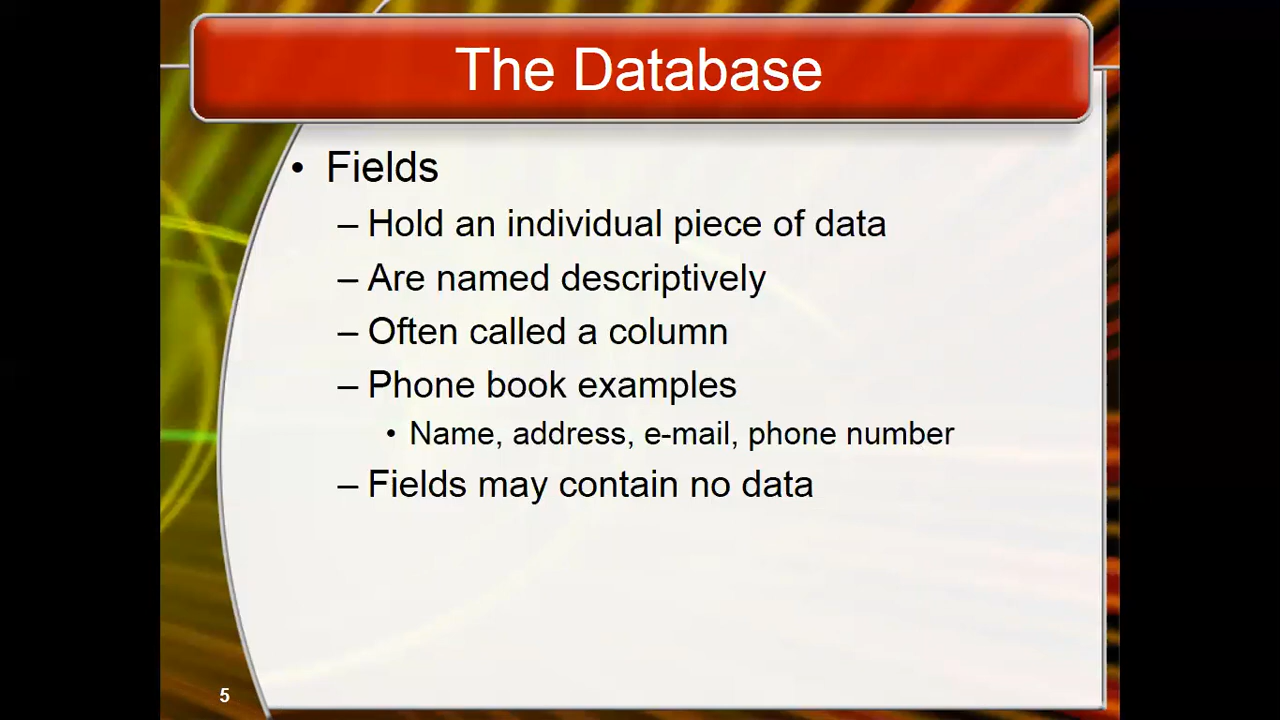 The Database
• Fields
– Hold an individual piece of data
– Are named descriptively
– Often called a column
– Phone book examples
• Name, address, e-mail, phone number
– Fields may contain no data
5